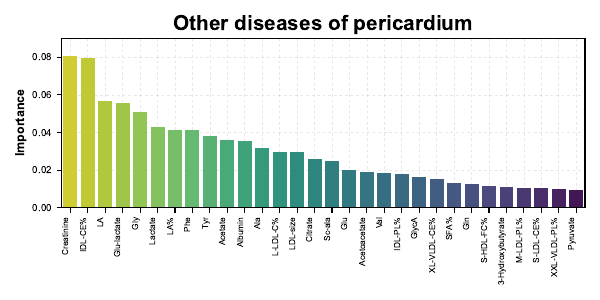 Other diseases of pericardium
Importance
0.08
0.06
0.04
0.02
0.00
Creatinine
IDL-CE%
LA
Glu-lactate
Gly
Lactate
LA%
Phe
Tyr
Acetate
Albumin
Ala
L-LDL-C%
LDL-size
Citrate
Sc-ala
Glu
Acetoacetate
Val
IDL-PL%
GlycA
XL-VLDL-CE%
SFA%
Gln
S-HDL-FC%
3-Hydroxybutyrate
M-LDL-PL%
S-LDL-CE%
XXL-VLDL-PL%
Pyruvate